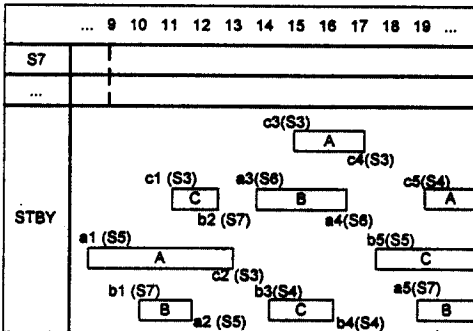 ... 9 10 11 12 13 14 15 16 17 18 19 ...
S7
...
STBY
c3(S3)
A
c4(S3)
c1 (S3)
C
b2 (S7)
a3(S6)
B
a4(S6)
c5(S4)
A
a1 (S5)
A
c2 (S3)
b5(S5)
C
b1 (S7)
B
a2 (S5)
b3(S4)
C
b4(S4)
a5(S7)
B